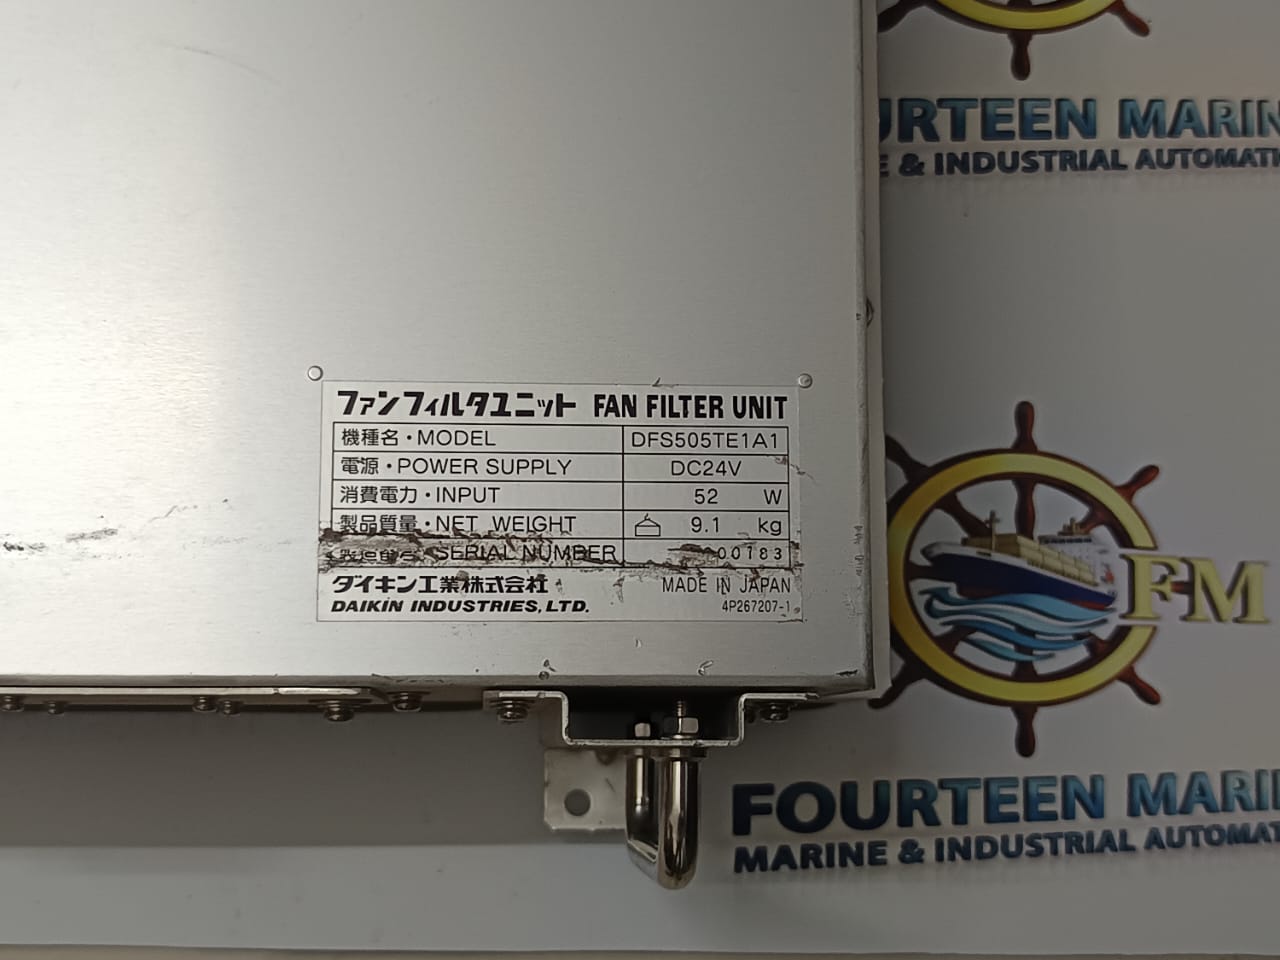 ファンフィルタユニット FAN FILTER UNIT
機種名・MODEL DFS505TE1A1
電源・POWER SUPPLY DC24V
消費電力・INPUT 52 W
製品質量・NET WEIGHT 9.1 kg
SERIAL NUMBER 00183
ダイキン工業株式会社 MADE IN JAPAN
DAIKIN INDUSTRIES, LTD. 4P267207-1
URTEEN MARIN
E & INDUSTRIAL AUTOMATI
FM
FOURTEEN MARI
MARINE & INDUSTRIAL AUTOMAT